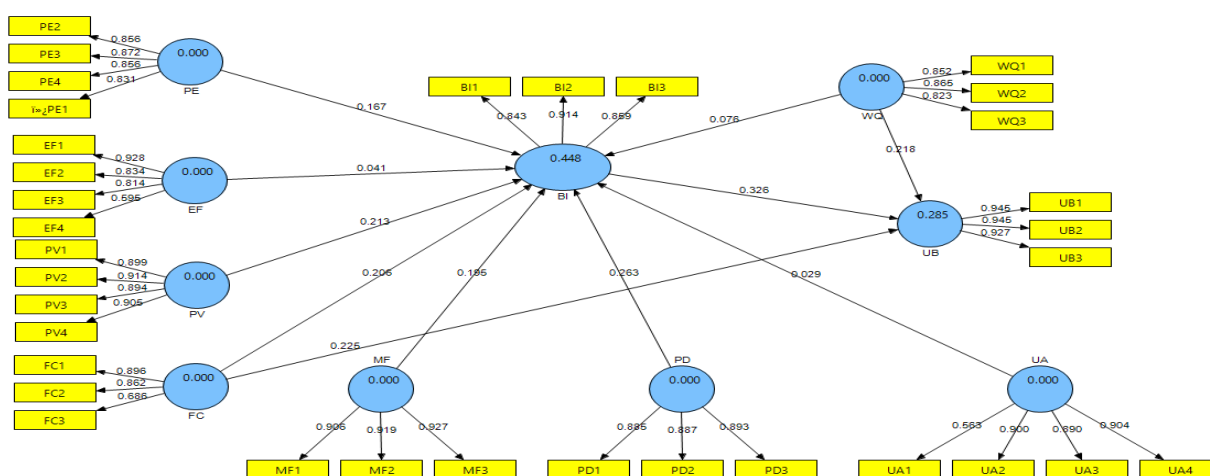 PE2
PE3
PE4
ï»¿PE1
0.856
0.872
0.856
0.831
0.000
PE
0.167
BI1
BI2
BI3
0.843
0.914
0.859
0.448
BI
0.000
WQ
0.852
0.865
0.823
WQ1
WQ2
WQ3
0.076
0.218
EF1
EF2
EF3
EF4
0.928
0.834
0.814
0.595
0.000
EF
0.041
0.326
0.285
UB
0.945
0.945
0.927
UB1
UB2
UB3
PV1
PV2
PV3
PV4
0.899
0.914
0.894
0.905
0.000
PV
0.213
0.206
0.195
0.263
0.029
0.225
FC1
FC2
FC3
0.896
0.862
0.686
0.000
FC
MF
0.000
0.906
0.919
0.927
MF1
MF2
MF3
PD
0.000
0.885
0.887
0.893
PD1
PD2
PD3
UA
0.000
0.563
0.900
0.890
0.904
UA1
UA2
UA3
UA4